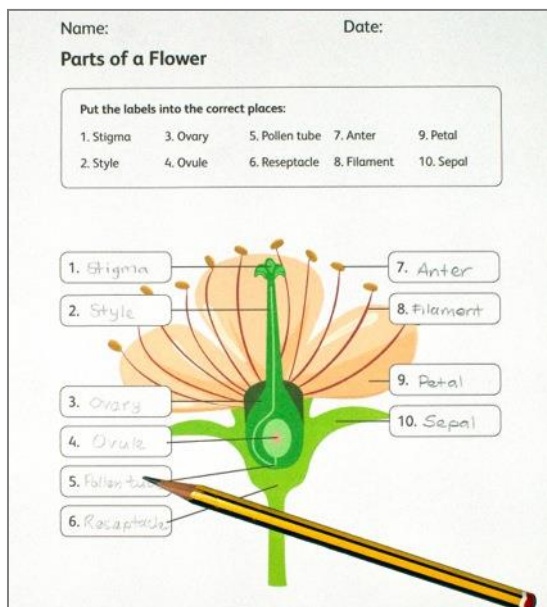 Name: Date:
Parts of a Flower
Put the labels into the correct places:
1. Stigma 3. Ovary 5. Pollen tube 7. Anter 9. Petal
2. Style 4. Ovule 6. Reseptacle 8. Filament 10. Sepal
1. Stigma
7. Anter
2. Style
8. Filament
9. Petal
3. Ovary
10. Sepal
4. Ovule
5. Pollen tub
6. Reseptacle